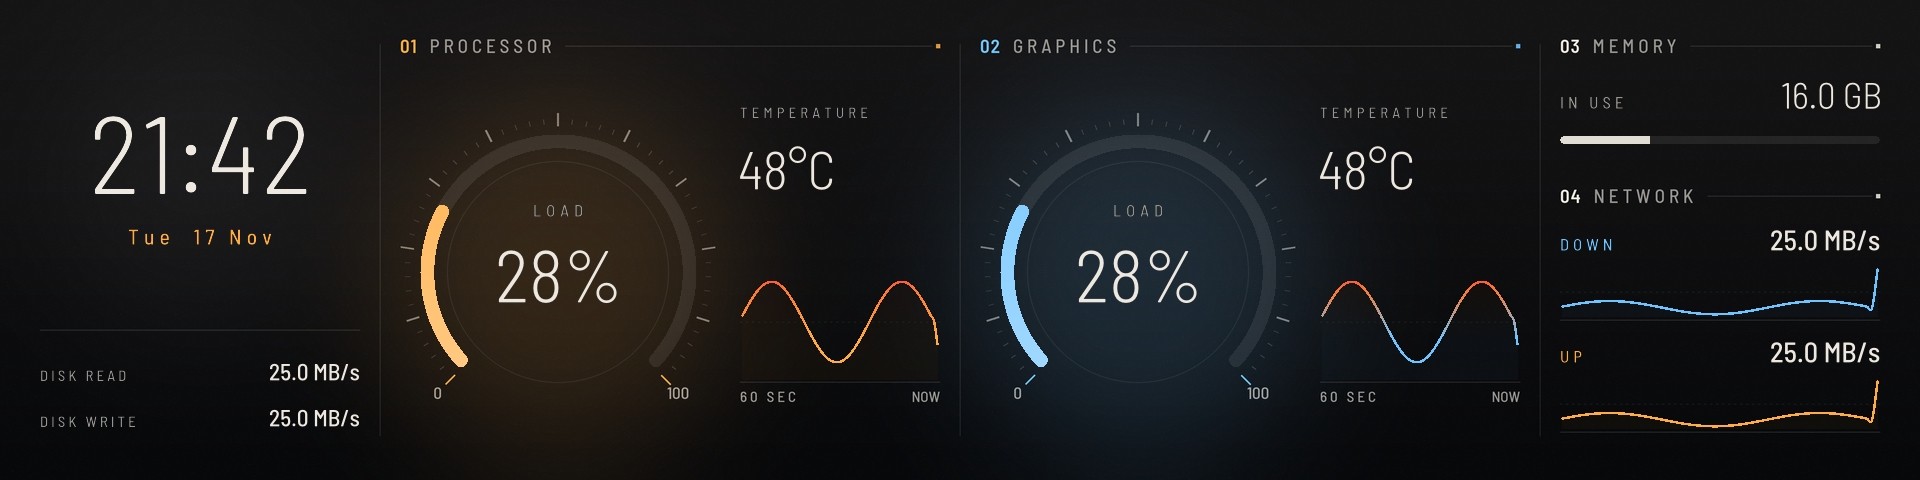 21:42
Tue 17 Nov
DISK READ 25.0 MB/s
DISK WRITE 25.0 MB/s
01 PROCESSOR
LOAD
28%
0
100
TEMPERATURE
48°C
60 SEC
NOW
02 GRAPHICS
LOAD
28%
0
100
TEMPERATURE
48°C
60 SEC
NOW
03 MEMORY
IN USE 16.0 GB
04 NETWORK
DOWN 25.0 MB/s
UP 25.0 MB/s